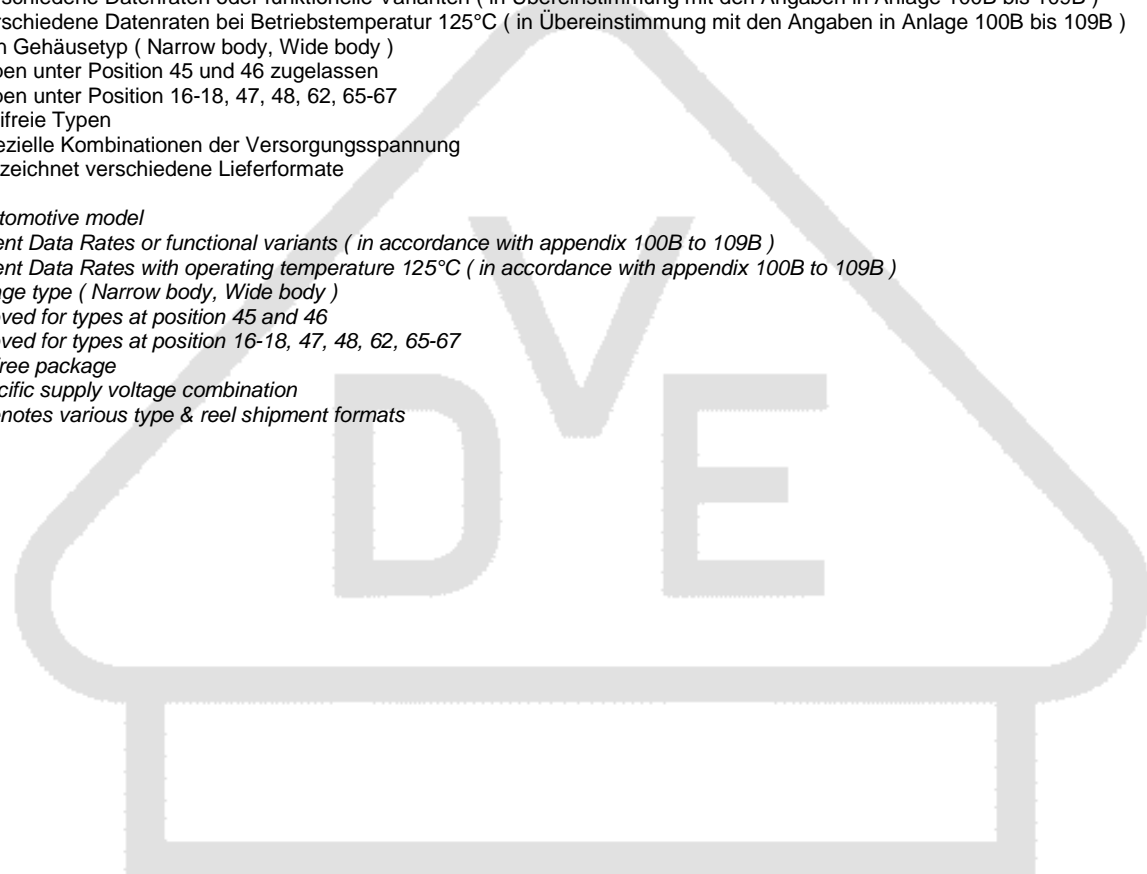 schiedene Datenraten oder funktionelle Varianten ( in Übereinstimmung mit den Angaben in Anlage 100B bis 109B )
rschiedene Datenraten bei Betriebstemperatur 125°C ( in Übereinstimmung mit den Angaben in Anlage 100B bis 109B )
n Gehäusetyp ( Narrow body, Wide body )
pen unter Position 45 und 46 zugelassen
pen unter Position 16-18, 47, 48, 62, 65-67
ifreie Typen
ezielle Kombinationen der Versorgungsspannung
zeichnet verschiedene Lieferformate
tomotive model
ent Data Rates or functional variants ( in accordance with appendix 100B to 109B )
ent Data Rates with operating temperature 125°C ( in accordance with appendix 100B to 109B )
age type ( Narrow body, Wide body )
ved for types at position 45 and 46
ved for types at position 16-18, 47, 48, 62, 65-67
free package
cific supply voltage combination
notes various type & reel shipment formats
DVE